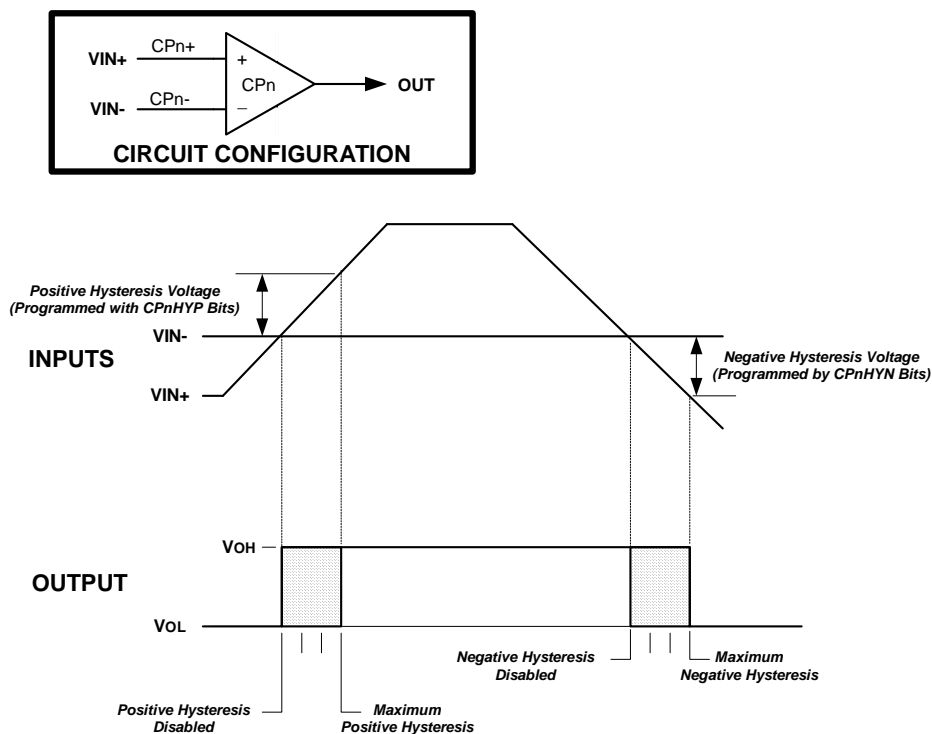 VIN+
CPn+
+
CPn
OUT
VIN-
CPn-
_
CIRCUIT CONFIGURATION
Positive Hysteresis Voltage
(Programmed with CPnHYP Bits)
VIN-
INPUTS
Negative Hysteresis Voltage
(Programmed by CPnHYN Bits)
VIN+
VOH
OUTPUT
VOL
Negative Hysteresis
Disabled
Maximum
Negative Hysteresis
Positive Hysteresis
Disabled
Maximum
Positive Hysteresis